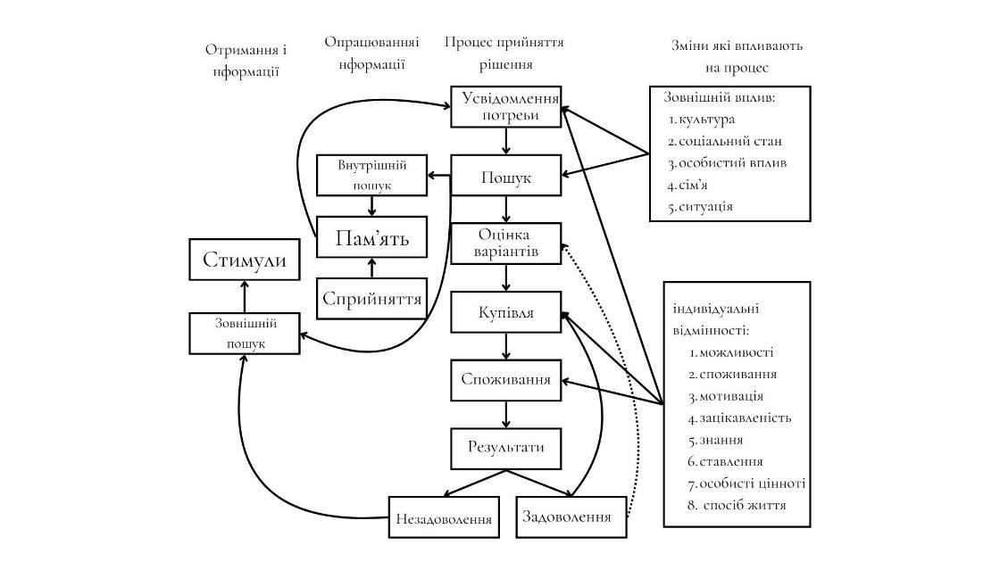 Отримання і
нформації
Опрацюванняі
нформації
Процес прийняття
рішення
Зміни які впливають
на процес
Усвідомлення
потреьи
Пошук
Оцінка
варіантів
Купівля
Споживання
Результати
Незадоволення
Задоволення
Внутрішній
пошук
Пам'ять
Сприйняття
Стимули
Зовнішній
пошук
Зовнішній вплив:
1. культура
2. соціальний стан
3. особистий вплив
4. сім'я
5. ситуація
індивідуальні
відмінності:
1. можливості
2. споживання
3. мотивація
4. зацікавленість
5. знання
6. ставлення
7. особисті цінноті
8. спосіб життя